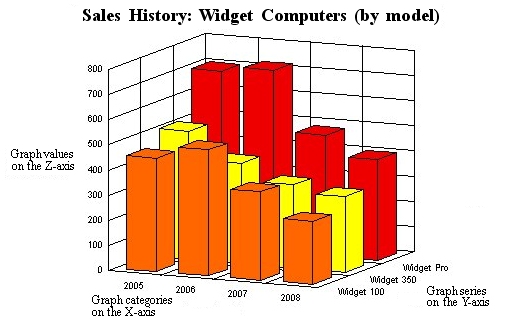 Sales History: Widget Computers (by model)
800
700
600
500
400
300
200
100
0
Graph values
on the Z-axis
2005
2006
2007
2008
Graph categories
on the X-axis
Widget Pro
Widget 350
Widget 100
Graph series
on the Y-axis